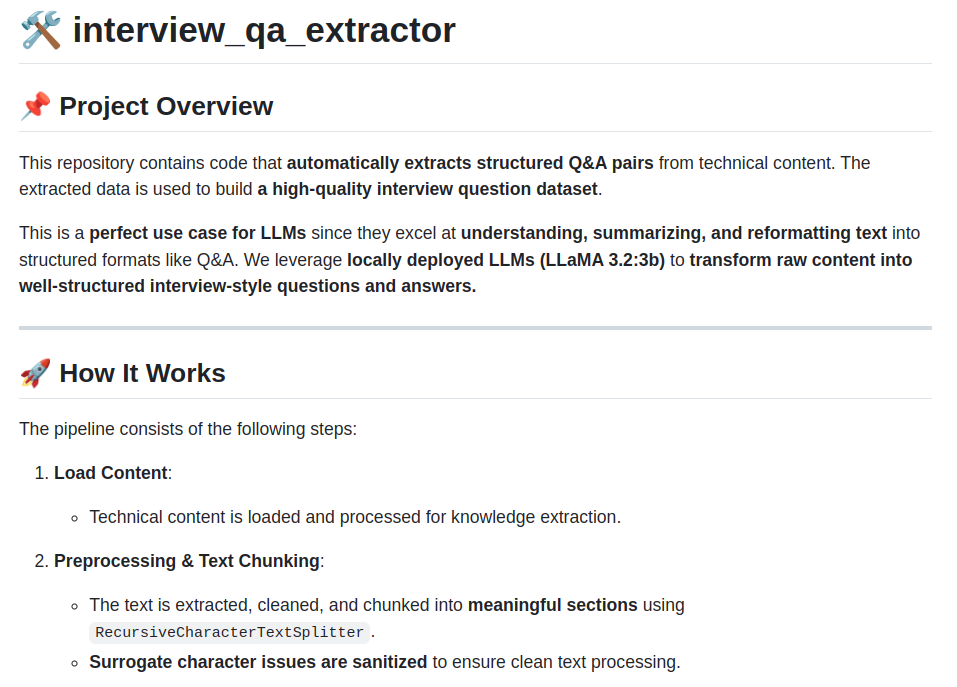 🛠️ interview_qa_extractor
📌 Project Overview
This repository contains code that automatically extracts structured Q&A pairs from technical content. The
extracted data is used to build a high-quality interview question dataset.
This is a perfect use case for LLMs since they excel at understanding, summarizing, and reformatting text into
structured formats like Q&A. We leverage locally deployed LLMs (LLaMA 3.2:3b) to transform raw content into
well-structured interview-style questions and answers.
🚀 How It Works
The pipeline consists of the following steps:
1. Load Content:
◦ Technical content is loaded and processed for knowledge extraction.
2. Preprocessing & Text Chunking:
◦ The text is extracted, cleaned, and chunked into meaningful sections using
RecursiveCharacterTextSplitter.
◦ Surrogate character issues are sanitized to ensure clean text processing.